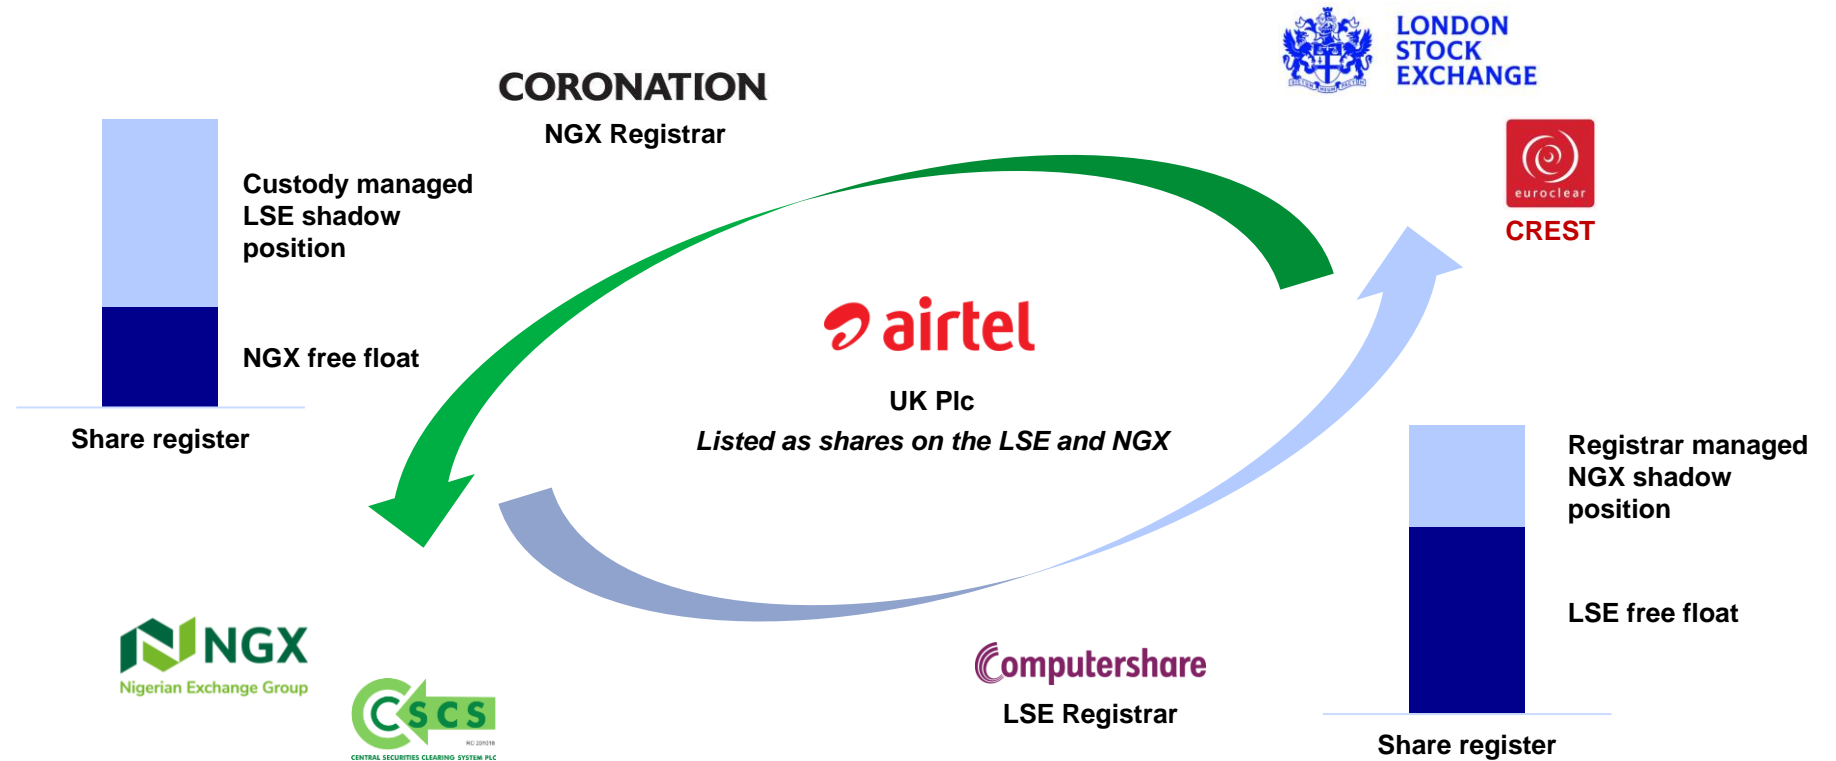 LONDON
STOCK
EXCHANGE
CORONATION
NGX Registrar
euroclear
CREST
Custody managed
LSE shadow
position
NGX free float
Share register
airtel
UK Plc
Listed as shares on the LSE and NGX
Registrar managed
NGX shadow
position
LSE free float
Share register
NGX
Nigerian Exchange Group
CSCS
RC 201018
CENTRAL SECURITIES CLEARING SYSTEM PLC
Computershare
LSE Registrar